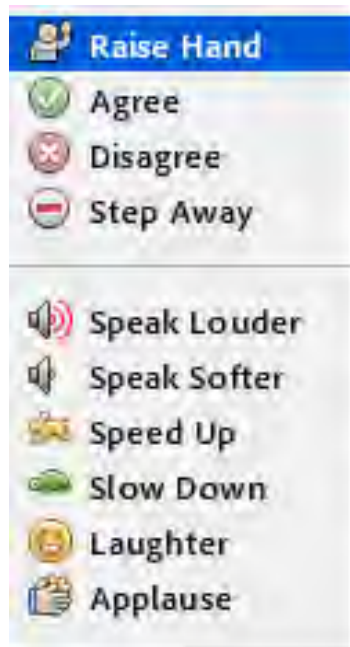 Raise Hand
Agree
Disagree
Step Away
Speak Louder
Speak Softer
Speed Up
Slow Down
Laughter
Applause